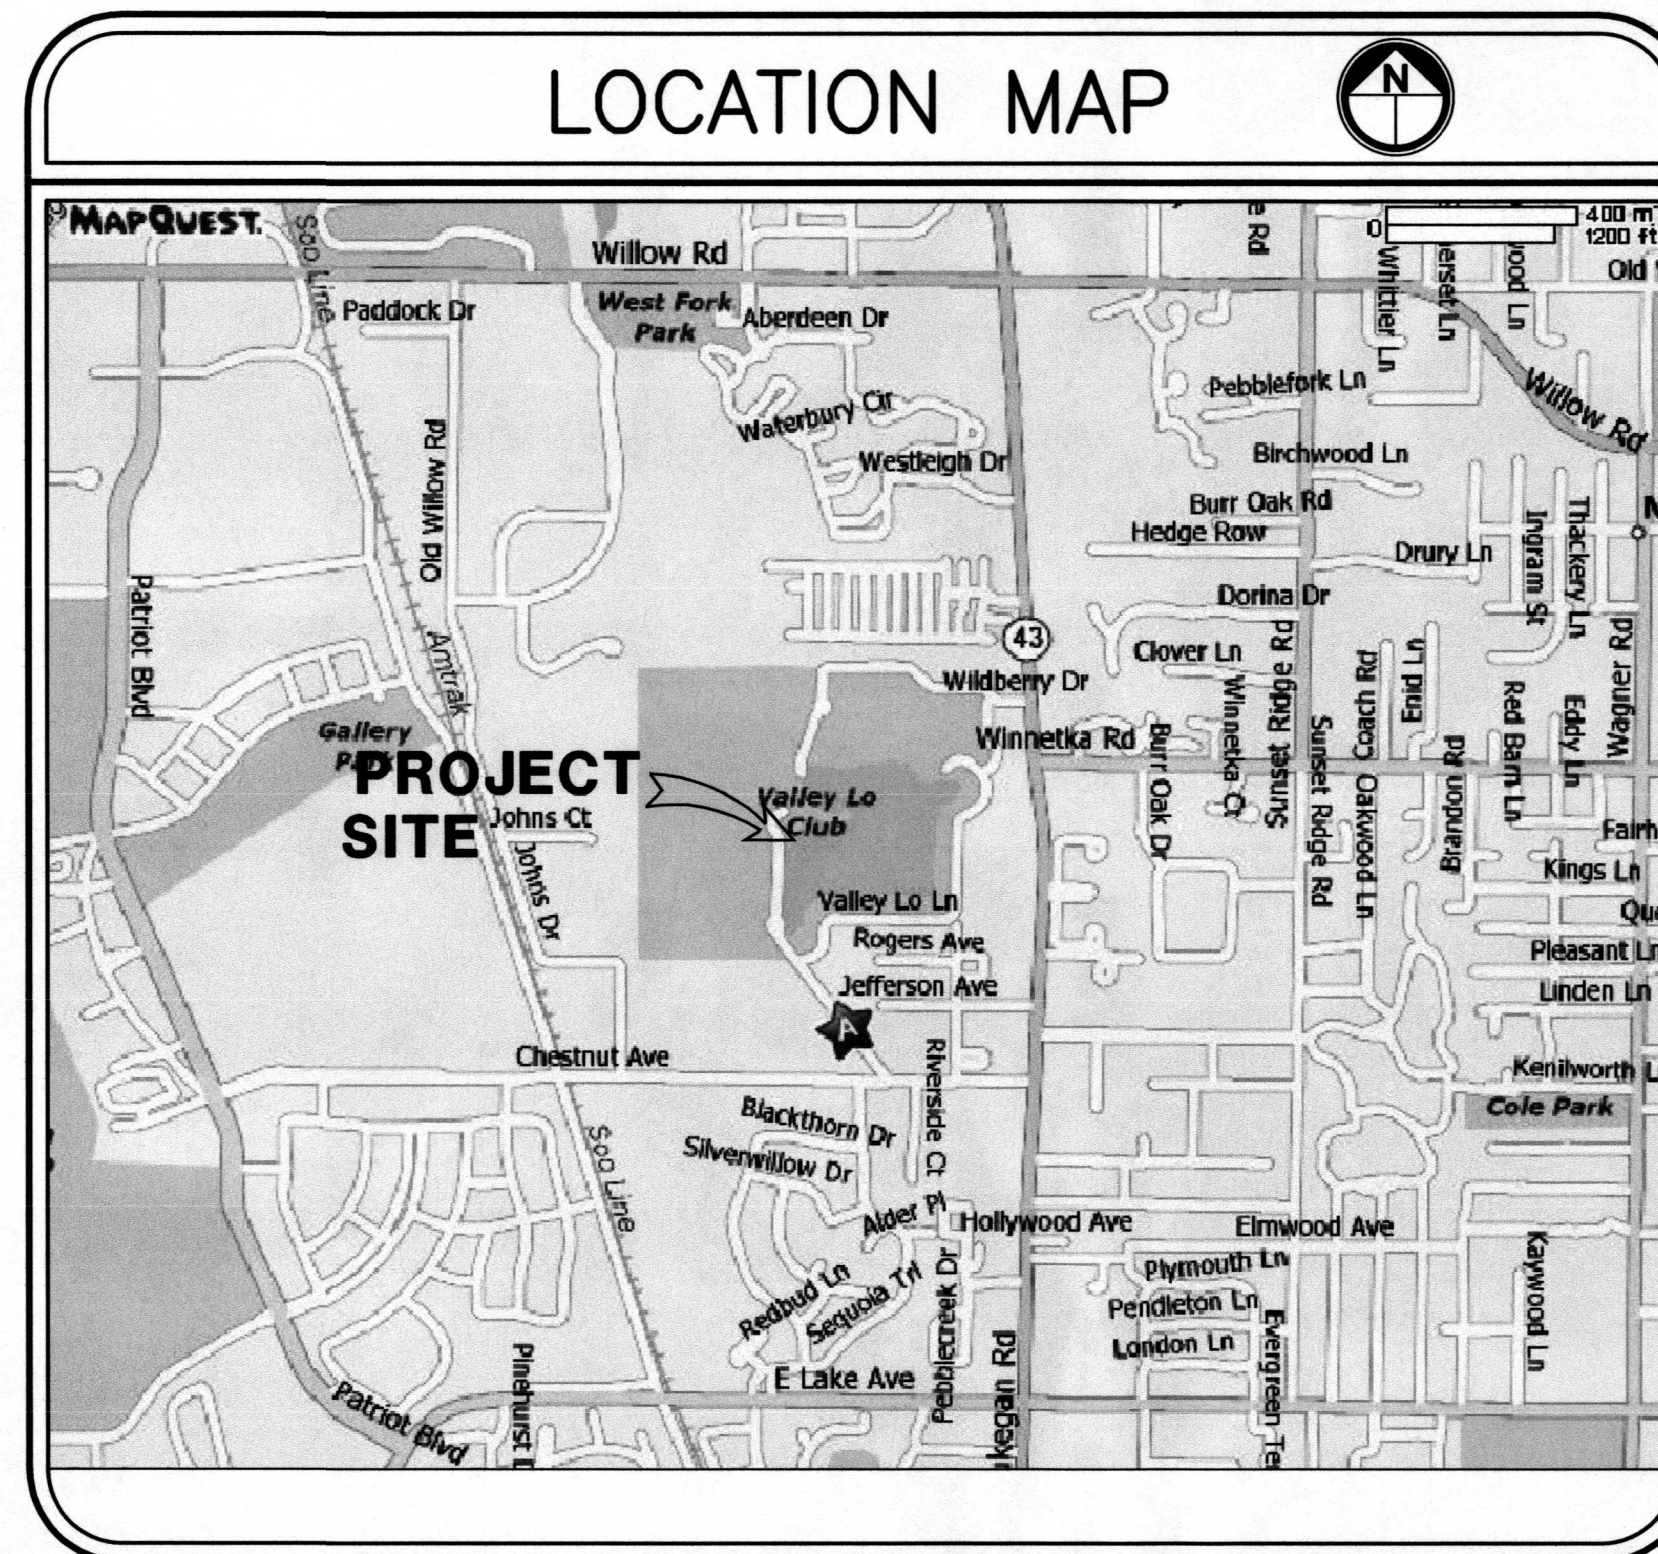 LOCATION MAP
N
MAPQUEST.
0
400 m
1200 ft
Willow Rd
Soo Line
West Fork
Park
Paddock Dr
Aberdeen Dr
Whittier Ln
Old
Pebblefork Ln
Willow Rd
Waterbury Cir
Westleigh Dr
Birchwood Ln
Old Willow Rd
Burr Oak Rd
Hedge Row
Drury Ln
Ingram St
Thackery Ln
Dorina Dr
Patriot Blvd
Amtrak
43
Clover Ln
Wildberry Dr
Winnetka Rd
Winnetka Ct
Sunset Ridge Rd
Coach Rd
Enid Ln
Wagner Rd
Red Barn Ln
Eddy Ln
Gallery
Park
PROJECT
SITE
Valley Lo
Club
Burr Oak Dr
Sunset Ridge Rd
Oakwood Ln
Brandon Rd
Johns Ct
Johns Dr
Kings Ln
Valley Lo Ln
Rogers Ave
Pleasant Ln
Jefferson Ave
Linden Ln
A
Chestnut Ave
Riverside Ct
Kenilworth L
Cole Park
Blackthorn Dr
Silverwillow Dr
Soo Line
Alder Pl
Hollywood Ave
Elmwood Ave
Plymouth Ln
Kaywood Ln
Redbud Ln
Sequoia Trl
Pebblecreek Dr
Pendleton Ln
London Ln
Evergreen Te
Pinehurst
E Lake Ave
kegan Rd
Patriot Blvd